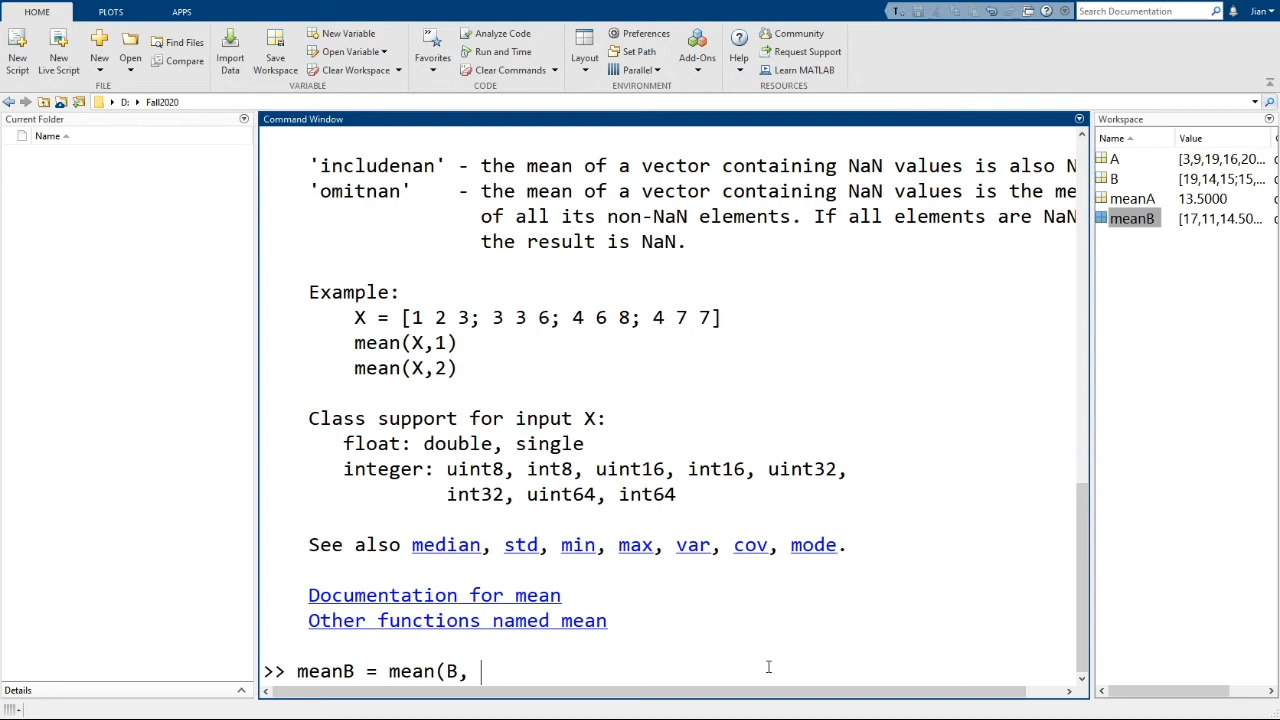 HOME PLOTS APPS
Search Documentation
Jian
New Script
New Live Script
New
Open
Find Files
Compare
FILE
Import Data
Save Workspace
New Variable
Open Variable
Clear Workspace
VARIABLE
Favorites
Analyze Code
Run and Time
Clear Commands
CODE
Layout
Preferences
Set Path
Parallel
Add-Ons
ENVIRONMENT
Help
Community
Request Support
Learn MATLAB
RESOURCES
D: Fall2020
Current Folder
Name
Details
Command Window
'includenan' - the mean of a vector containing NaN values is also N
'omitnan' - the mean of a vector containing NaN values is the me
of all its non-NaN elements. If all elements are NaN
the result is NaN.
Example:
X = [1 2 3; 3 3 6; 4 6 8; 4 7 7]
mean(X,1)
mean(X,2)
Class support for input X:
float: double, single
integer: uint8, int8, uint16, int16, uint32,
int32, uint64, int64
See also median, std, min, max, var, cov, mode.
Documentation for mean
Other functions named mean
>> meanB = mean(B,
Workspace
Name Value
A [3,9,19,16,20...
B [19,14,15;15,...
meanA 13.5000
meanB [17,11,14.50...